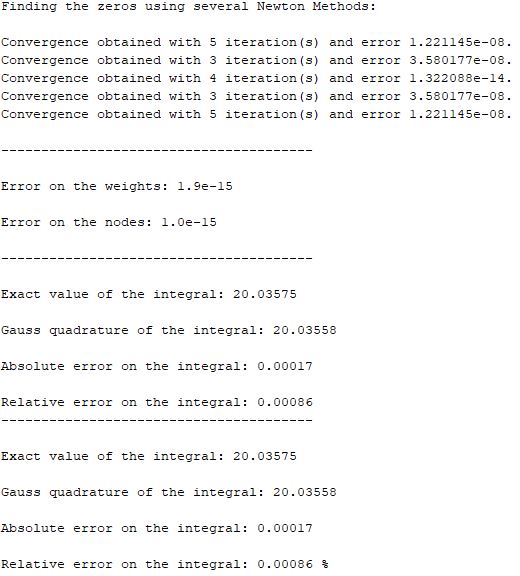 Finding the zeros using several Newton Methods:
Convergence obtained with 5 iteration(s) and error 1.221145e-08.
Convergence obtained with 3 iteration(s) and error 3.580177e-08.
Convergence obtained with 4 iteration(s) and error 1.322088e-14.
Convergence obtained with 3 iteration(s) and error 3.580177e-08.
Convergence obtained with 5 iteration(s) and error 1.221145e-08.
---------------------------------------
Error on the weights: 1.9e-15
Error on the nodes: 1.0e-15
---------------------------------------
Exact value of the integral: 20.03575
Gauss quadrature of the integral: 20.03558
Absolute error on the integral: 0.00017
Relative error on the integral: 0.00086
---------------------------------------
Exact value of the integral: 20.03575
Gauss quadrature of the integral: 20.03558
Absolute error on the integral: 0.00017
Relative error on the integral: 0.00086 %